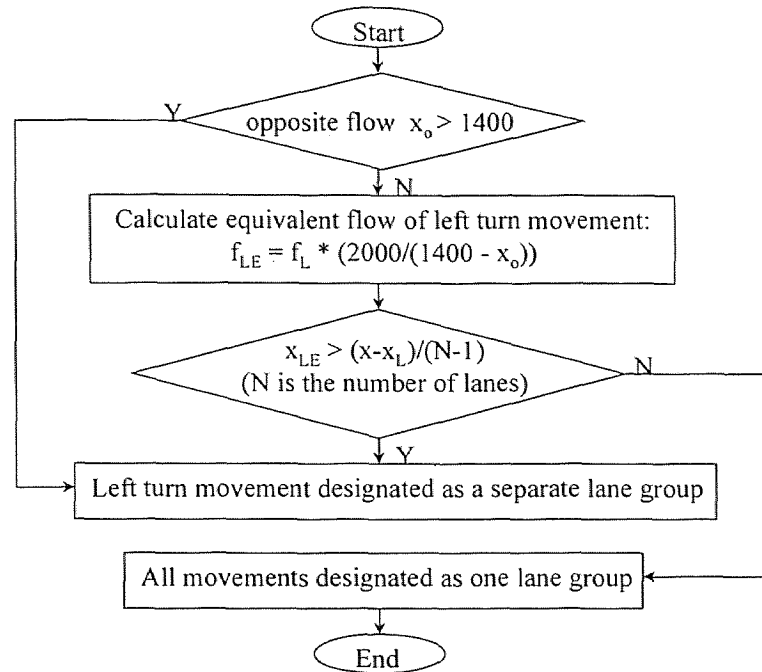 Start
Y
opposite flow xₒ > 1400
N
Calculate equivalent flow of left turn movement:
f_LE = f_L * (2000/(1400 - xₒ))
x_LE > (x-x_L)/(N-1)
N
(N is the number of lanes)
Y
Left turn movement designated as a separate lane group
All movements designated as one lane group
End